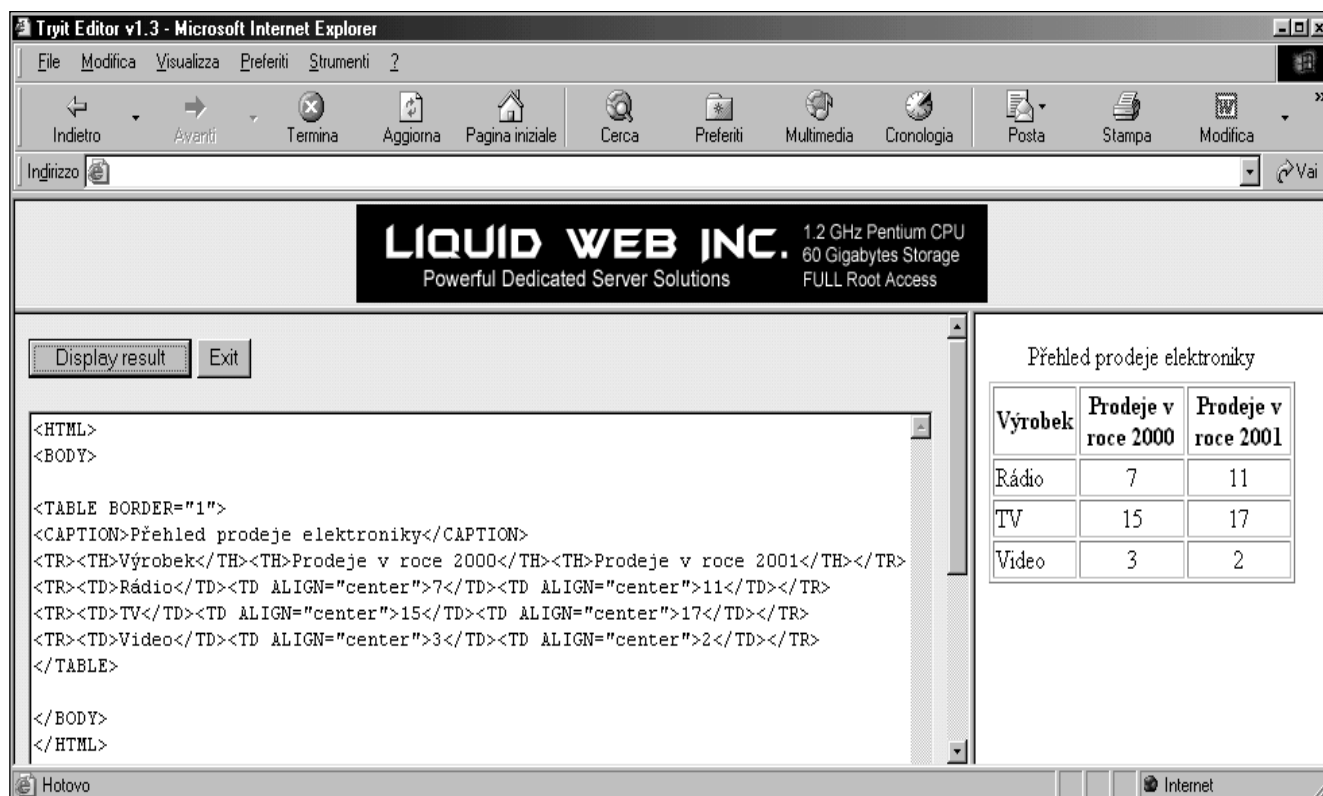 Tryit Editor v1.3 - Microsoft Internet Explorer
File Modifica Visualizza Preferiti Strumenti ?
Indietro Avanti Termina Aggiorna Pagina iniziale Cerca Preferiti Multimedia Cronologia Posta Stampa Modifica »
Indirizzo Vai
LIQUID WEB INC.
Powerful Dedicated Server Solutions
1.2 GHz Pentium CPU
60 Gigabytes Storage
FULL Root Access
Display result Exit
<HTML>
<BODY>
<TABLE BORDER="1">
<CAPTION>Přehled prodeje elektroniky</CAPTION>
<TR><TH>Výrobek</TH><TH>Prodeje v roce 2000</TH><TH>Prodeje v roce 2001</TH></TR>
<TR><TD>Rádio</TD><TD ALIGN="center">7</TD><TD ALIGN="center">11</TD></TR>
<TR><TD>TV</TD><TD ALIGN="center">15</TD><TD ALIGN="center">17</TD></TR>
<TR><TD>Video</TD><TD ALIGN="center">3</TD><TD ALIGN="center">2</TD></TR>
</TABLE>
</BODY>
</HTML>
Přehled prodeje elektroniky
Výrobek Prodeje v roce 2000 Prodeje v roce 2001
Rádio 7 11
TV 15 17
Video 3 2
Hotovo Internet